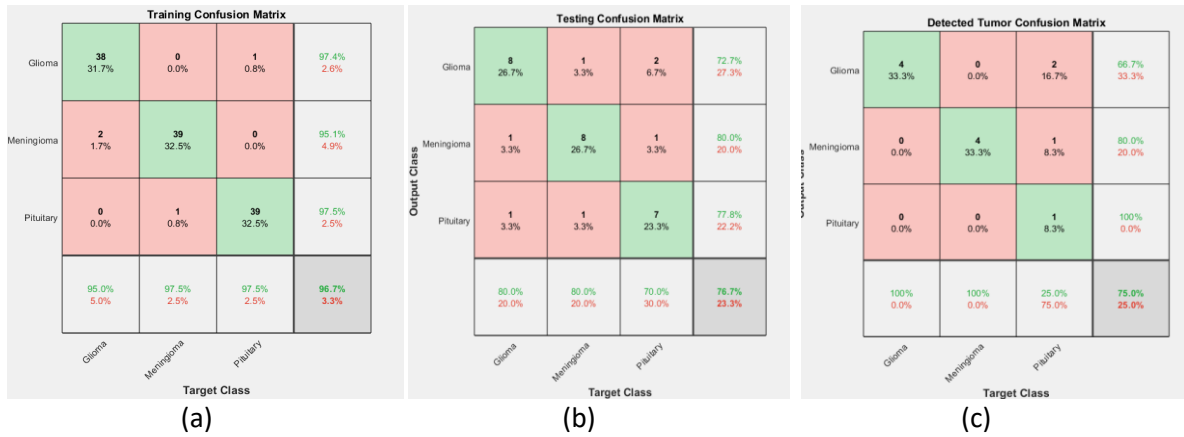 Training Confusion Matrix
Glioma 38 0 1 97.4%
31.7% 0.0% 0.8% 2.6%
Meningioma 2 39 0 95.1%
1.7% 32.5% 0.0% 4.9%
Pituitary 0 1 39 97.5%
0.0% 0.8% 32.5% 2.5%
95.0% 97.5% 97.5% 96.7%
5.0% 2.5% 2.5% 3.3%
Glioma Meningioma Pituitary
Target Class
(a)
Testing Confusion Matrix
Output Class
Glioma 8 1 2 72.7%
26.7% 3.3% 6.7% 27.3%
Meningioma 1 8 1 80.0%
3.3% 26.7% 3.3% 20.0%
Pituitary 1 1 7 77.8%
3.3% 3.3% 23.3% 22.2%
80.0% 80.0% 70.0% 76.7%
20.0% 20.0% 30.0% 23.3%
Glioma Meningioma Pituitary
Target Class
(b)
Detected Tumor Confusion Matrix
Output Class
Glioma 4 0 2 66.7%
33.3% 0.0% 16.7% 33.3%
Meningioma 0 4 1 80.0%
0.0% 33.3% 8.3% 20.0%
Pituitary 0 0 1 100%
0.0% 0.0% 8.3% 0.0%
100% 100% 25.0% 75.0%
0.0% 0.0% 75.0% 25.0%
Glioma Meningioma Pituitary
Target Class
(c)